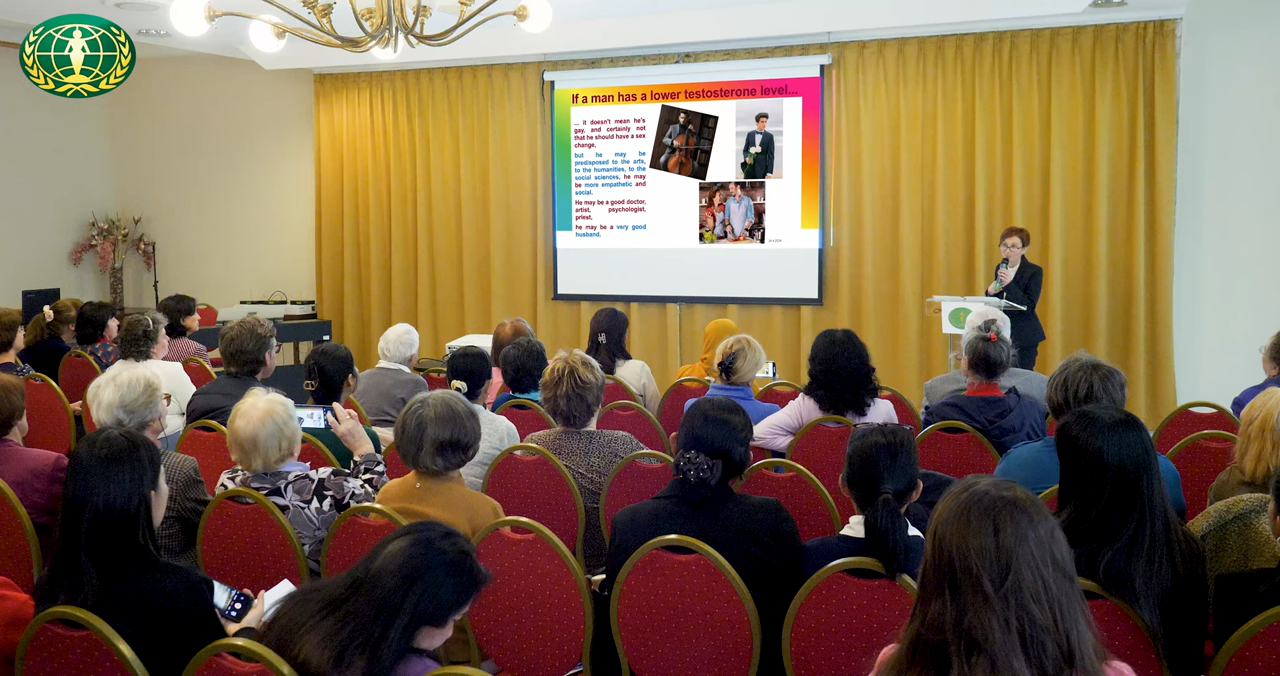 If a man has a lower testosterone level...
... it doesn't mean he's
gay, and certainly not
that he should have a sex
change,
but he may be
predisposed to the arts,
to the humanities, to the
social sciences, he may
be more empathetic and
social.
He may be a good doctor,
artist, psychologist,
priest,
he may be a very good
husband.